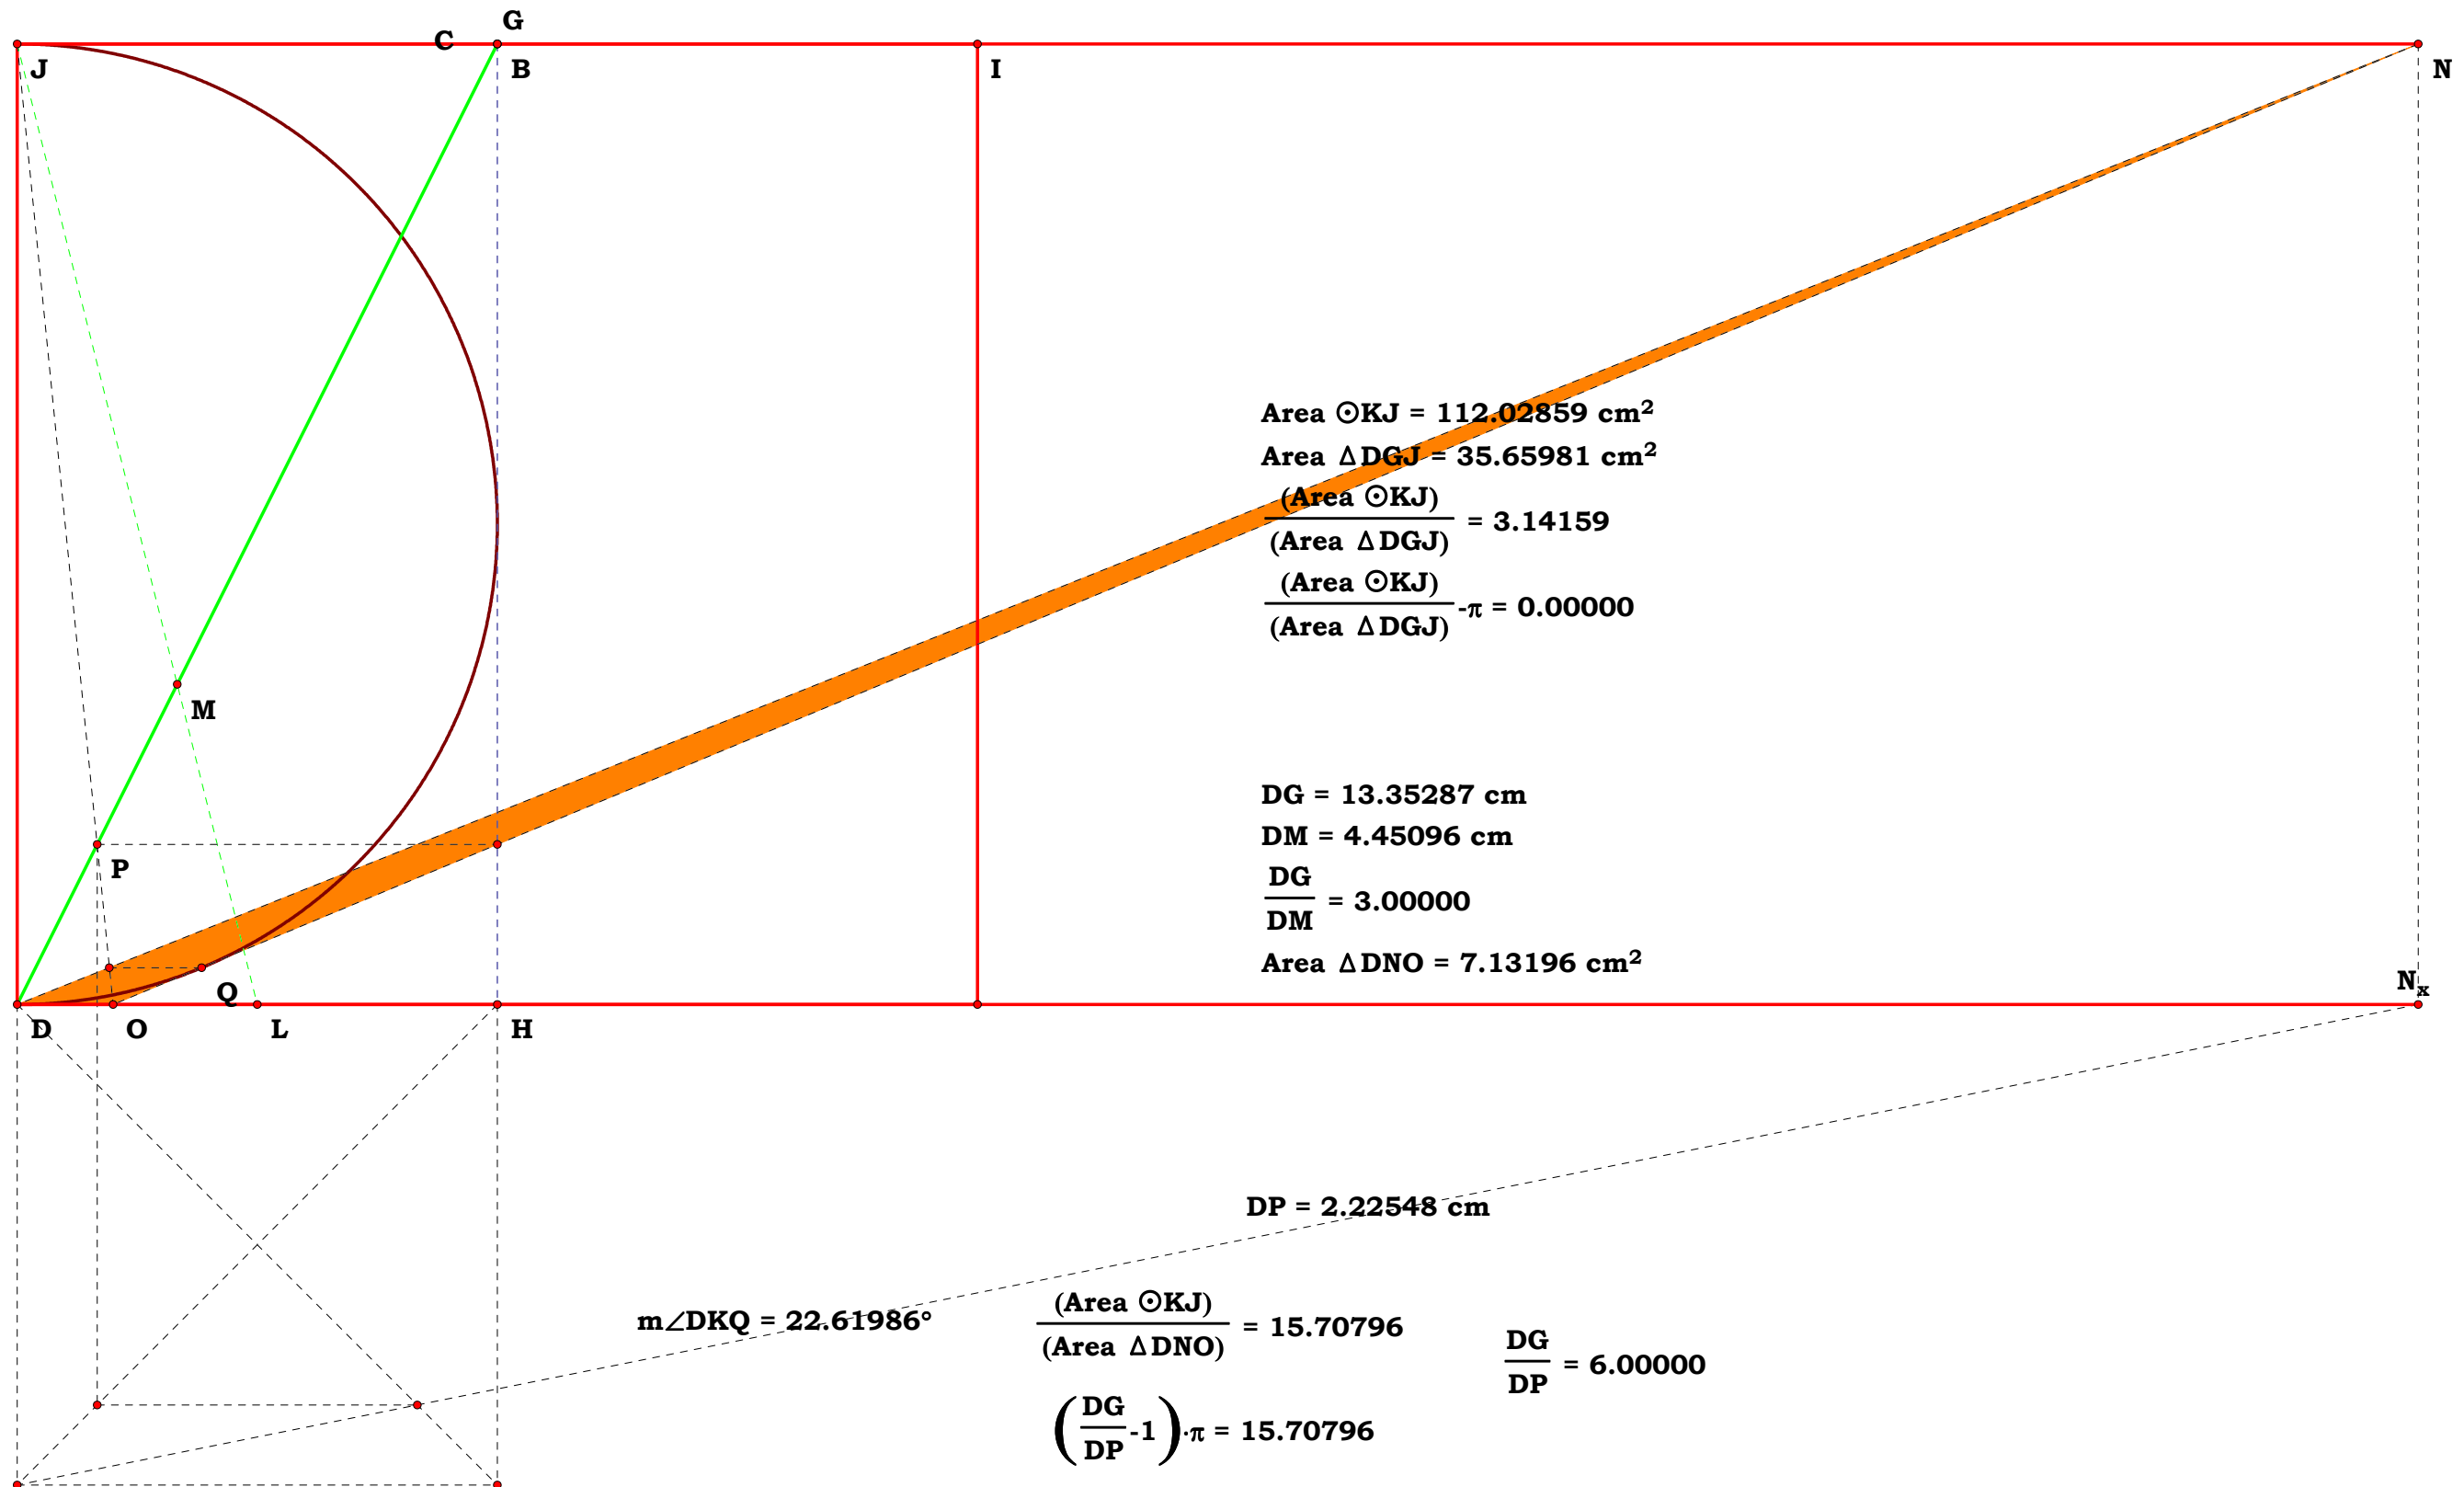 G
C
J
B
I
N
Area ⊙KJ = 112.02859 cm²
Area ΔDGJ = 35.65981 cm²
(Area ⊙KJ)
/ (Area ΔDGJ) = 3.14159
(Area ⊙KJ)
/ (Area ΔDGJ) -π = 0.00000
M
DG = 13.35287 cm
DM = 4.45096 cm
DG / DM = 3.00000
P
Area ΔDNO = 7.13196 cm²
Q
Nₓ
D
O
L
H
DP = 2.22548 cm
m∠DKQ = 22.61986°
(Area ⊙KJ) / (Area ΔDNO) = 15.70796
DG / DP = 6.00000
(DG / DP -1)·π = 15.70796